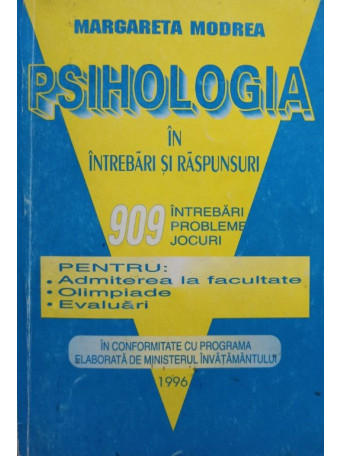 MARGARETA MODREA
PSIHOLOGIA
ÎN
ÎNTREBĂRI ȘI RĂSPUNSURI
909 ÎNTREBĂRI
PROBLEME
JOCURI
PENTRU:
• Admiterea la facultate
• Olimpiade
• Evaluări
ÎN CONFORMITATE CU PROGRAMA
ELABORATĂ DE MINISTERUL ÎNVĂȚĂMÂNTULUI
1996